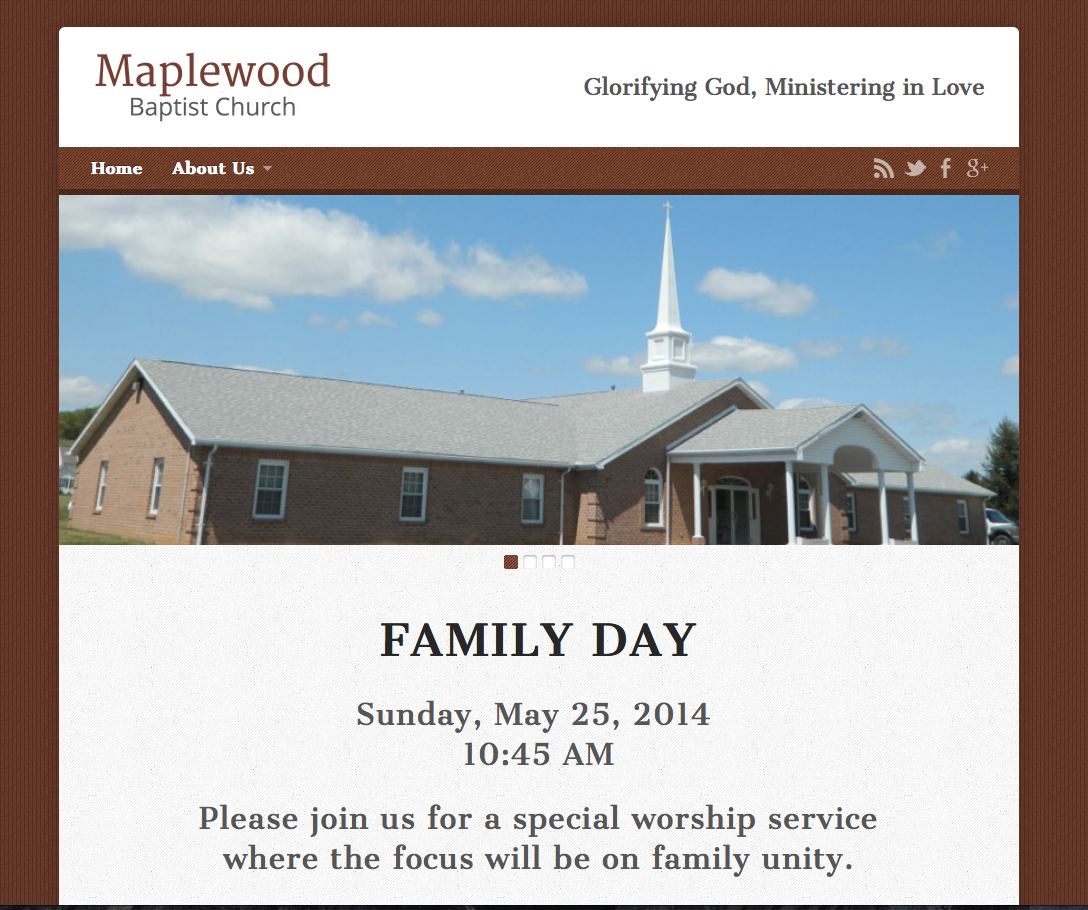 Maplewood
Baptist Church
Glorifying God, Ministering in Love
Home About Us
FAMILY DAY
Sunday, May 25, 2014
10:45 AM
Please join us for a special worship service
where the focus will be on family unity.